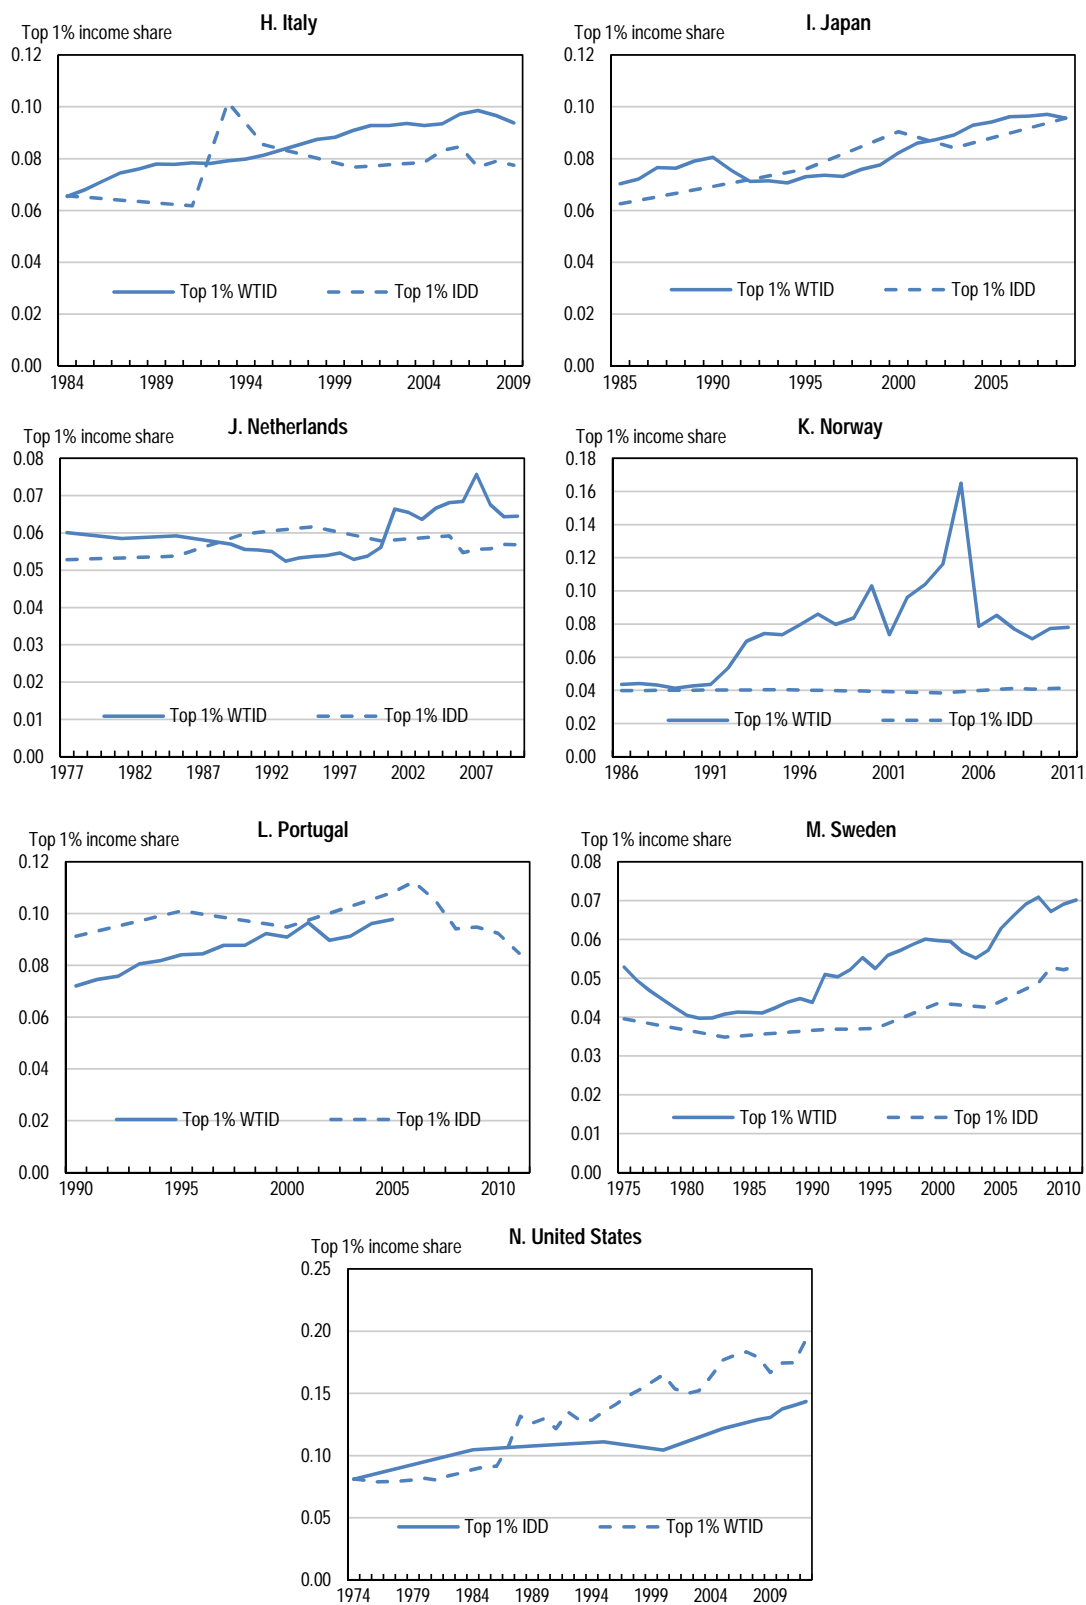 H. Italy
Top 1% income share
0.12
0.10
0.08
0.06
0.04
0.02
0.00
Top 1% WTID Top 1% IDD
1984 1989 1994 1999 2004 2009
I. Japan
Top 1% income share
0.12
0.10
0.08
0.06
0.04
0.02
0.00
Top 1% WTID Top 1% IDD
1985 1990 1995 2000 2005
J. Netherlands
Top 1% income share
0.08
0.07
0.06
0.05
0.04
0.03
0.02
0.01
0.00
Top 1% WTID Top 1% IDD
1977 1982 1987 1992 1997 2002 2007
K. Norway
Top 1% income share
0.18
0.16
0.14
0.12
0.10
0.08
0.06
0.04
0.02
0.00
Top 1% WTID Top 1% IDD
1986 1991 1996 2001 2006 2011
L. Portugal
Top 1% income share
0.12
0.10
0.08
0.06
0.04
0.02
0.00
Top 1% WTID Top 1% IDD
1990 1995 2000 2005 2010
M. Sweden
Top 1% income share
0.08
0.07
0.06
0.05
0.04
0.03
0.02
0.01
0.00
Top 1% WTID Top 1% IDD
1975 1980 1985 1990 1995 2000 2005 2010
N. United States
Top 1% income share
0.25
0.20
0.15
0.10
0.05
0.00
Top 1% IDD Top 1% WTID
1974 1979 1984 1989 1994 1999 2004 2009